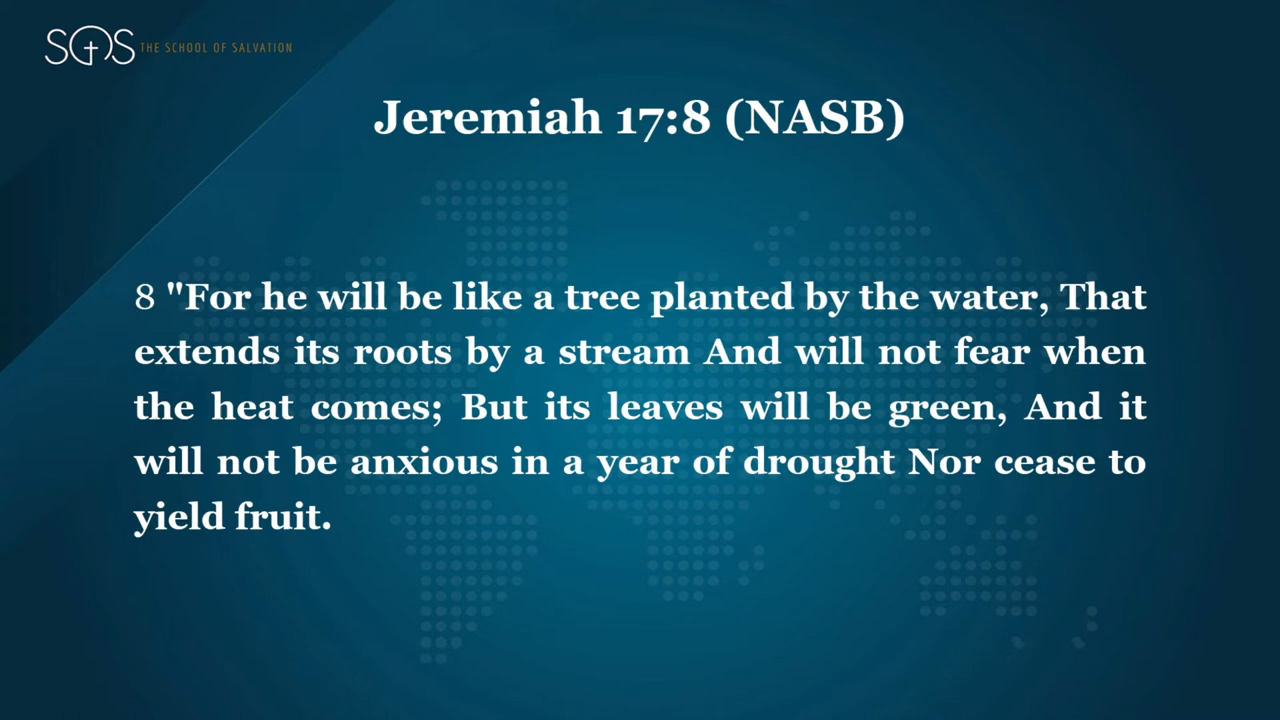 SOS THE SCHOOL OF SALVATION
Jeremiah 17:8 (NASB)
8 "For he will be like a tree planted by the water, That
extends its roots by a stream And will not fear when
the heat comes; But its leaves will be green, And it
will not be anxious in a year of drought Nor cease to
yield fruit.